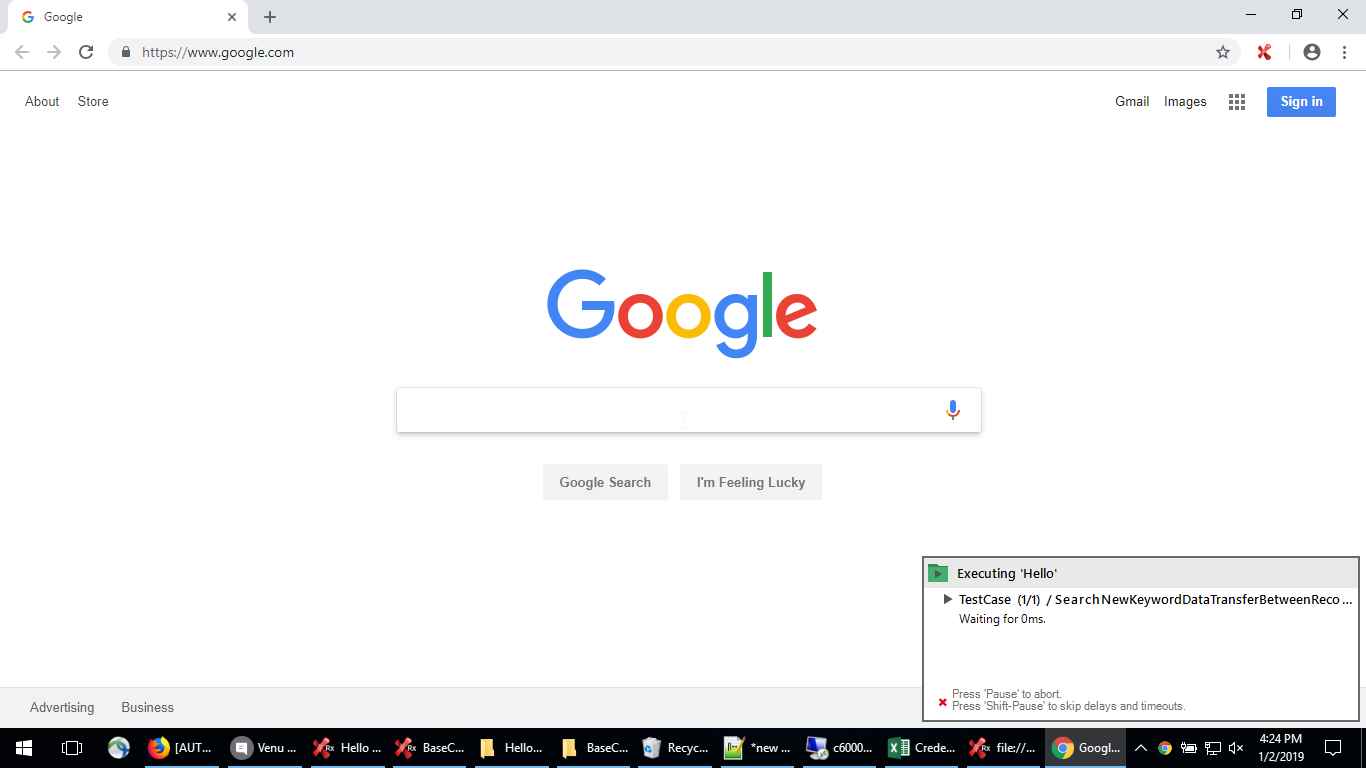 Google
https://www.google.com
About Store Gmail Images Sign in
Google
Google Search I'm Feeling Lucky
Executing 'Hello'
TestCase (1/1) / SearchNewKeywordDataTransferBetweenReco ...
Waiting for 0ms.
Press 'Pause' to abort.
Press 'Shift-Pause' to skip delays and timeouts.
Advertising Business
[AUT... Venu ... Hello ... BaseC... Hello... BaseC... Recyc... *new ... c6000... Crede... file://... Googl... 4:24 PM
1/2/2019